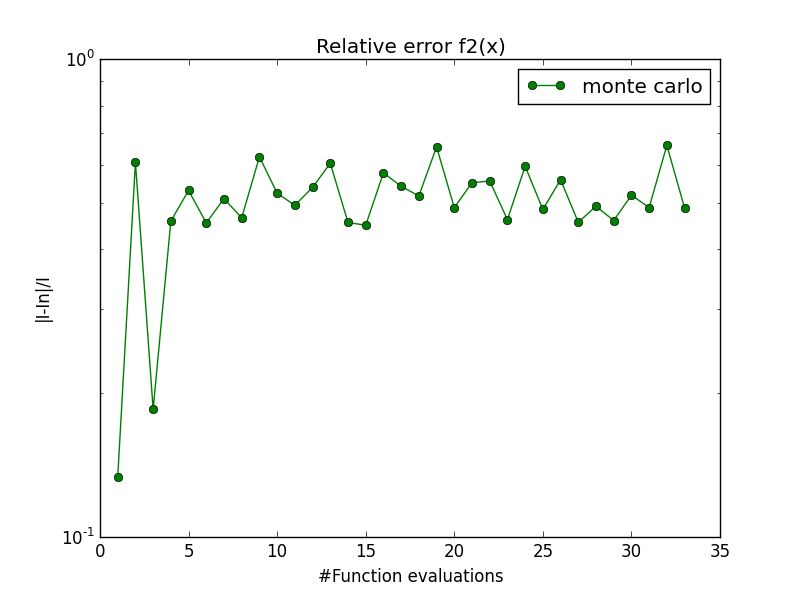 Relative error f2(x)
10^0
monte carlo
|I-In|/I
10^-1
0 5 10 15 20 25 30 35
#Function evaluations